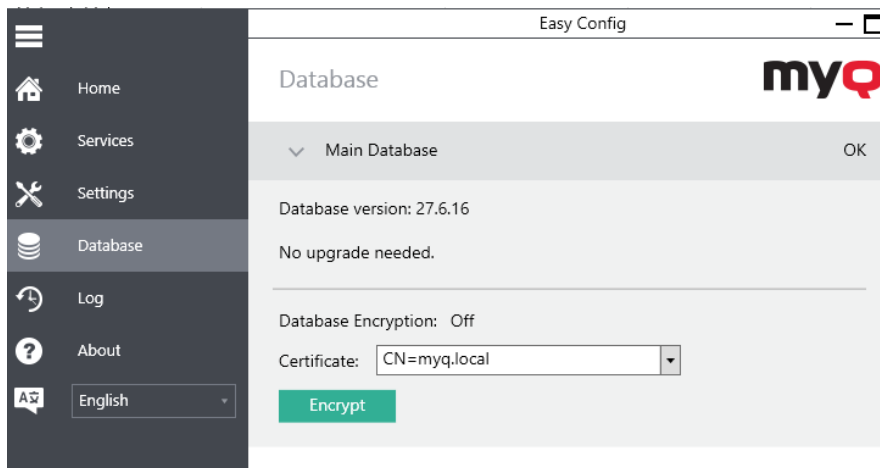 Easy Config
Home
Services
Settings
Database
Log
About
English
Database
myQ
Main Database OK
Database version: 27.6.16
No upgrade needed.
Database Encryption: Off
Certificate: CN=myq.local
Encrypt